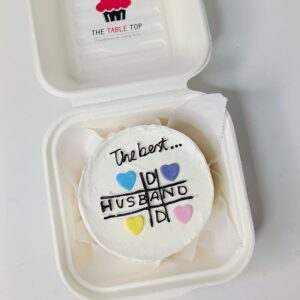 THE TABLE TOP
The best...
D
HUSBAND
D